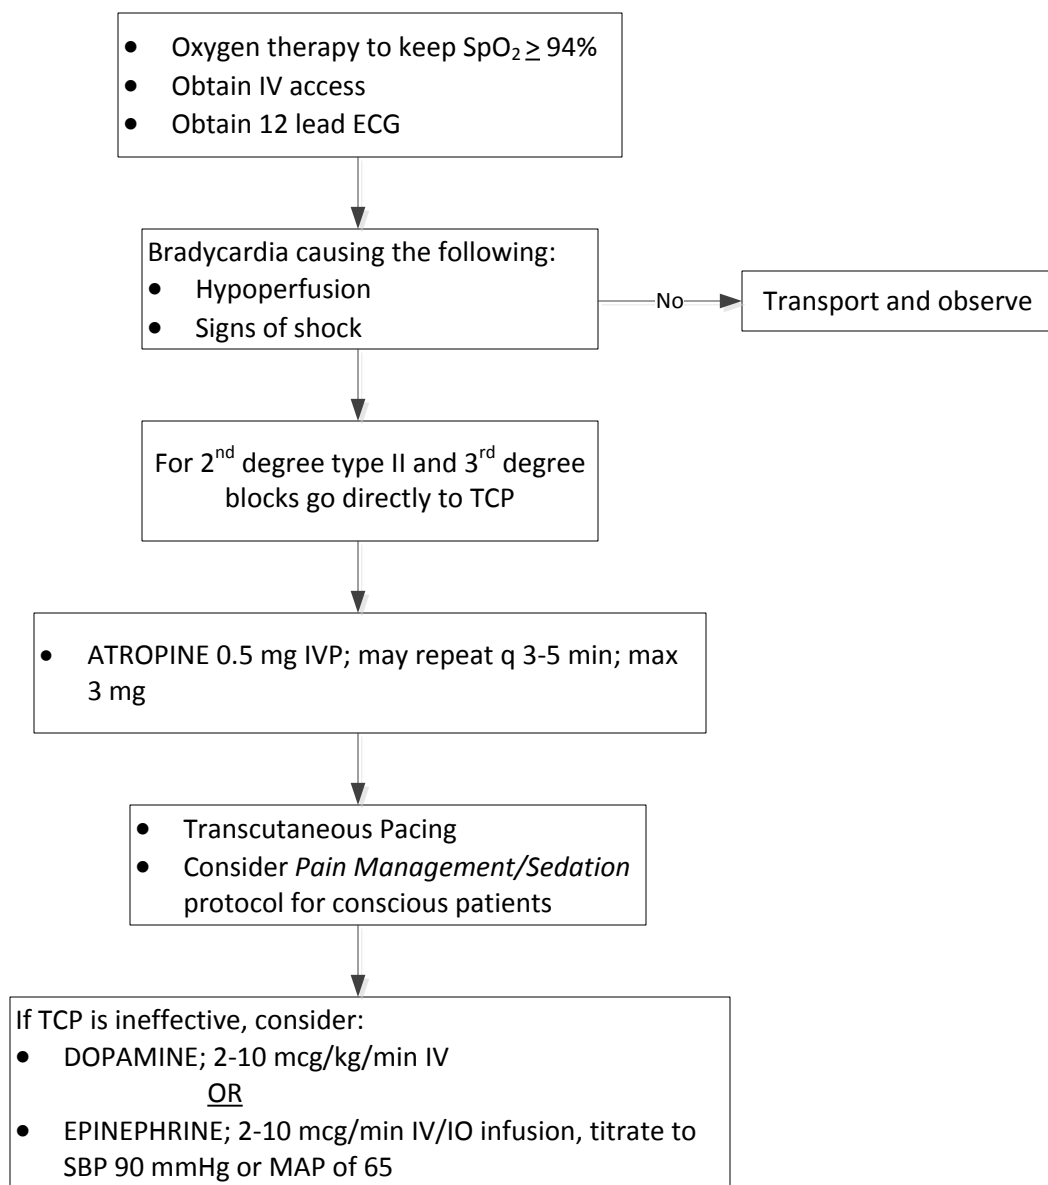 • Oxygen therapy to keep SpO₂ ≥ 94%
• Obtain IV access
• Obtain 12 lead ECG
Bradycardia causing the following:
• Hypoperfusion
• Signs of shock
No
Transport and observe
For 2nd degree type II and 3rd degree
blocks go directly to TCP
• ATROPINE 0.5 mg IVP; may repeat q 3-5 min; max
3 mg
• Transcutaneous Pacing
• Consider Pain Management/Sedation
protocol for conscious patients
If TCP is ineffective, consider:
• DOPAMINE; 2-10 mcg/kg/min IV
OR
• EPINEPHRINE; 2-10 mcg/min IV/IO infusion, titrate to
SBP 90 mmHg or MAP of 65